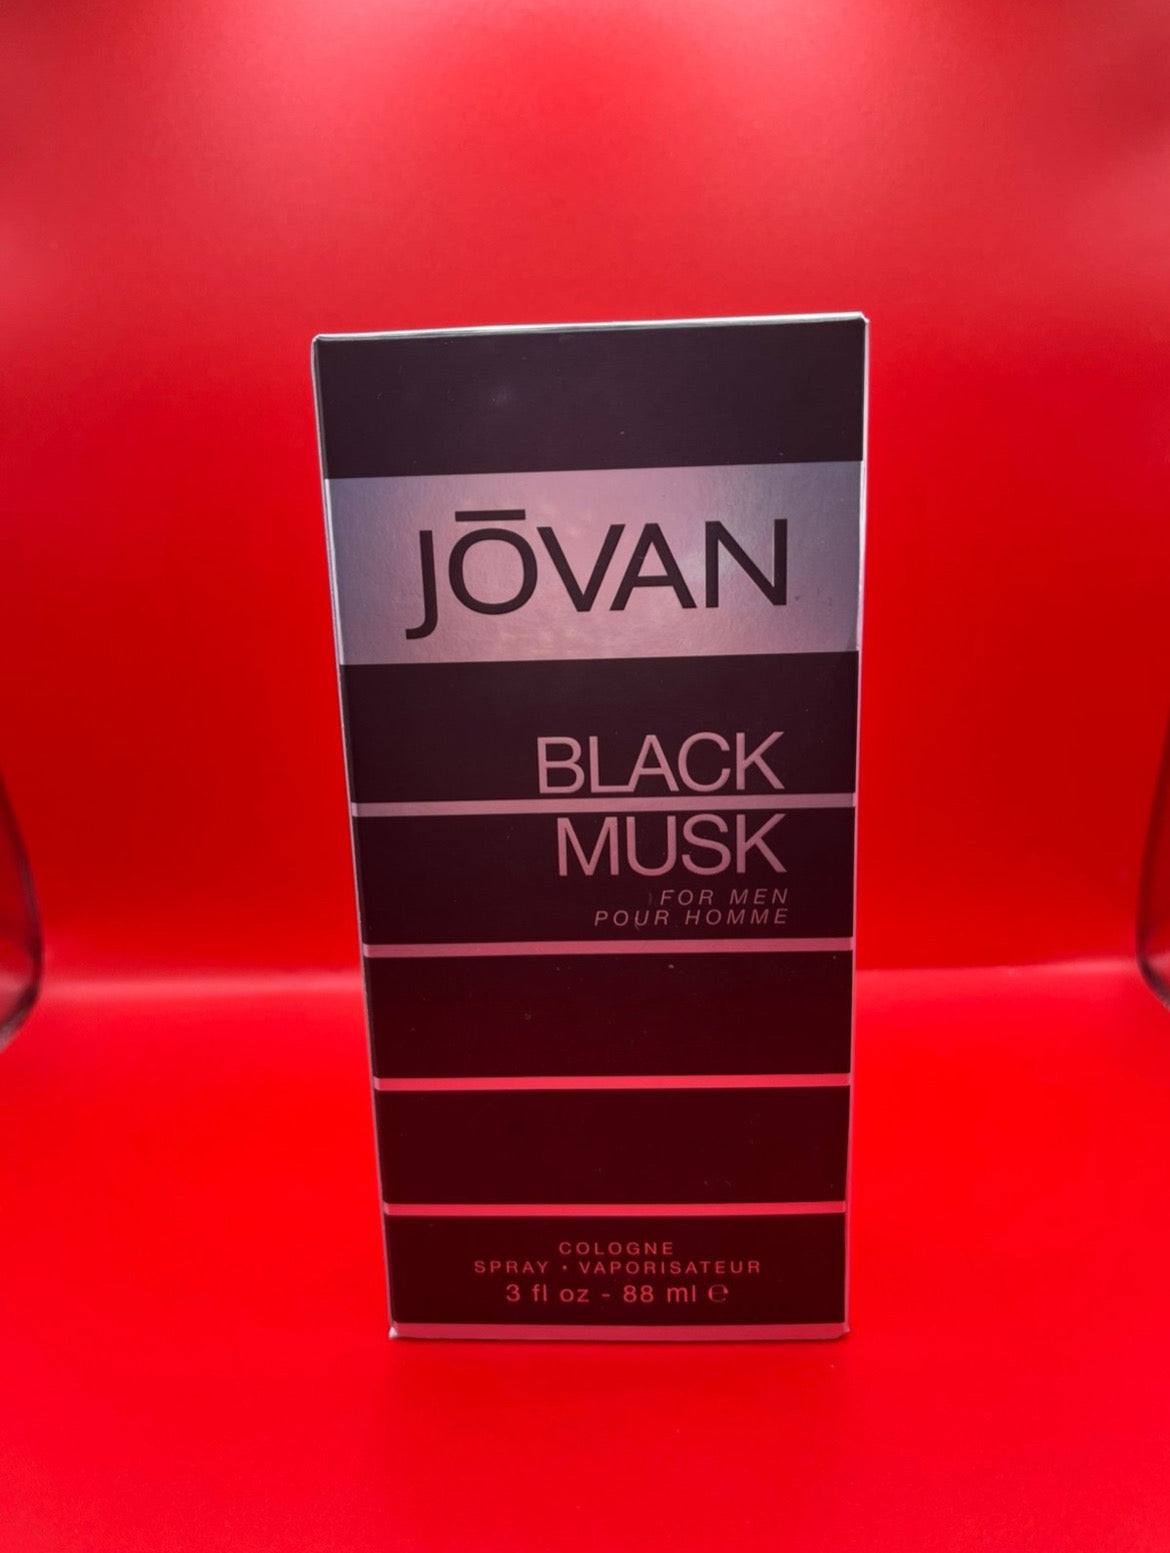 JŌVAN
BLACK
MUSK
FOR MEN
POUR HOMME
COLOGNE
SPRAY • VAPORISATEUR
3 fl oz - 88 ml ℮